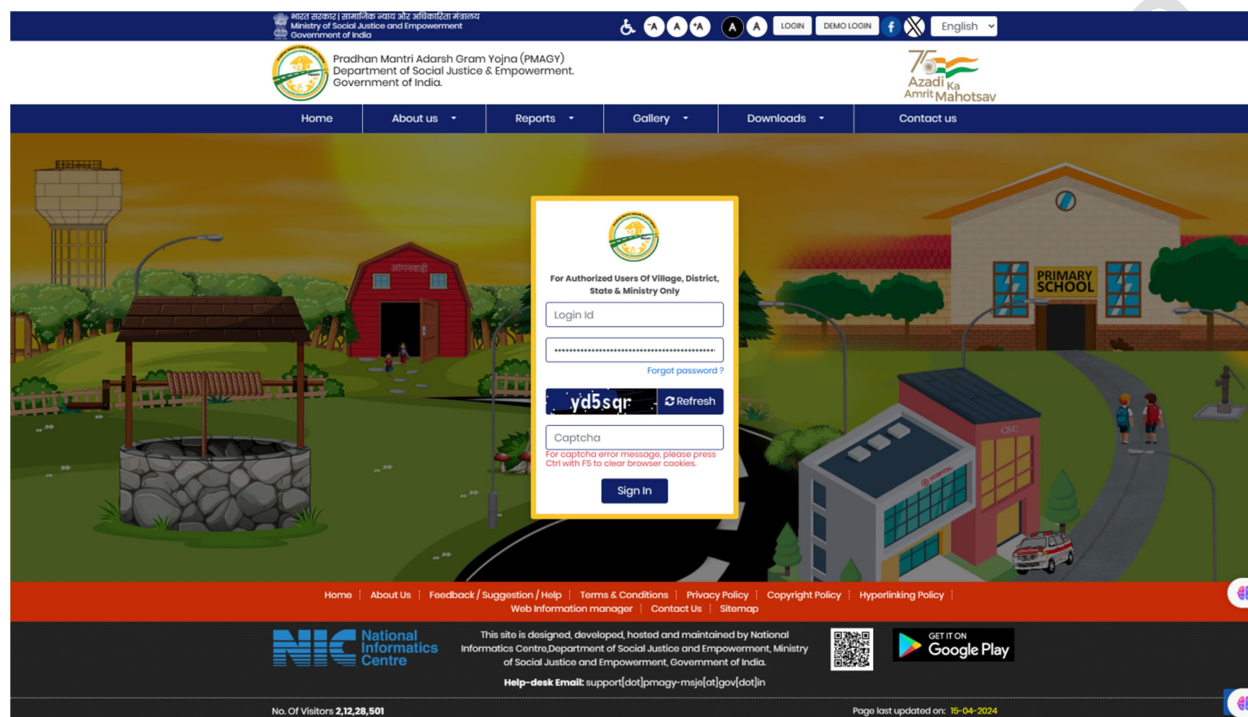 भारत सरकार | सामाजिक न्याय और अधिकारिता मंत्रालय
Ministry of Social Justice and Empowerment
Government of India
-A A +A A A LOGIN DEMO LOGIN f X English
Pradhan Mantri Adarsh Gram Yojna (PMAGY)
Department of Social Justice & Empowerment.
Government of India.
75
Azadi Ka
Amrit Mahotsav
Home About us Reports Gallery Downloads Contact us
आंगनवाड़ी
PRIMARY
SCHOOL
For Authorized Users Of Village, District,
State & Ministry Only
Login Id
Forgot password ?
yd5sqr Refresh
Captcha
For captcha error message, please press
Ctrl with F5 to clear browser cookies.
Sign In
CSC
HOSPITAL
Home | About Us | Feedback / Suggestion / Help | Terms & Conditions | Privacy Policy | Copyright Policy | Hyperlinking Policy |
Web Information manager | Contact Us | Sitemap
NIC
National
Informatics
Centre
This site is designed, developed, hosted and maintained by National
Informatics Centre,Department of Social Justice and Empowerment, Ministry
of Social Justice and Empowerment, Government of India.
Help-desk Email: support[dot]pmagy-msje[at]gov[dot]in
GET IT ON
Google Play
No. Of Visitors 2,12,28,501
Page last updated on: 15-04-2024